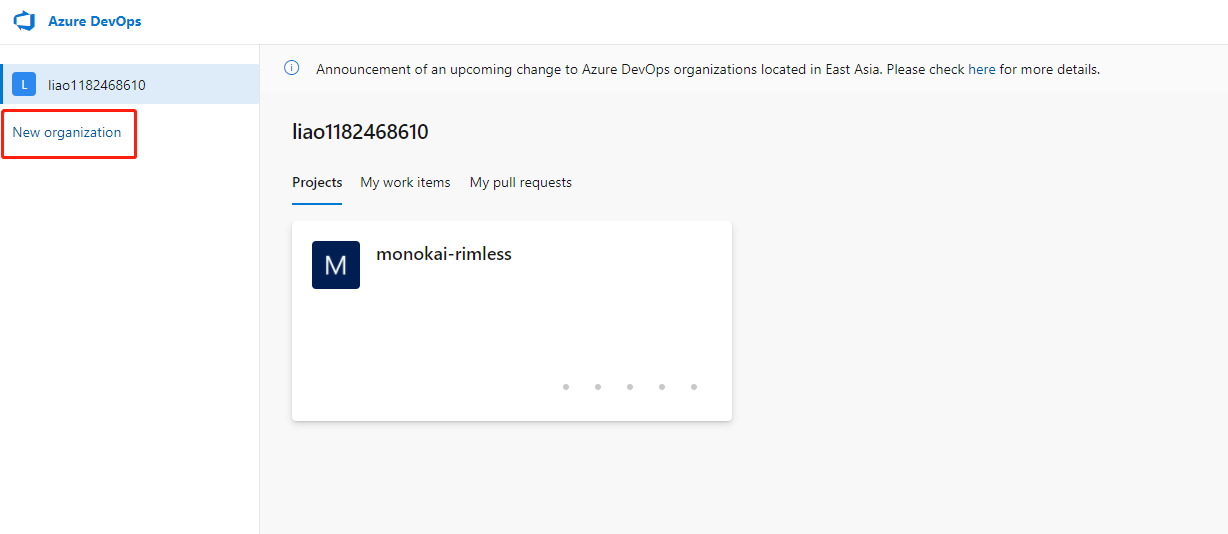 Azure DevOps
L
liao1182468610
New organization
Announcement of an upcoming change to Azure DevOps organizations located in East Asia. Please check here for more details.
liao1182468610
Projects My work items My pull requests
M
monokai-rimless